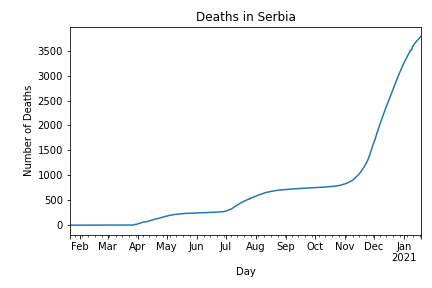 Deaths in Serbia
Number of Deaths
3500
3000
2500
2000
1500
1000
500
0
Feb Mar Apr May Jun Jul Aug Sep Oct Nov Dec Jan
2021
Day